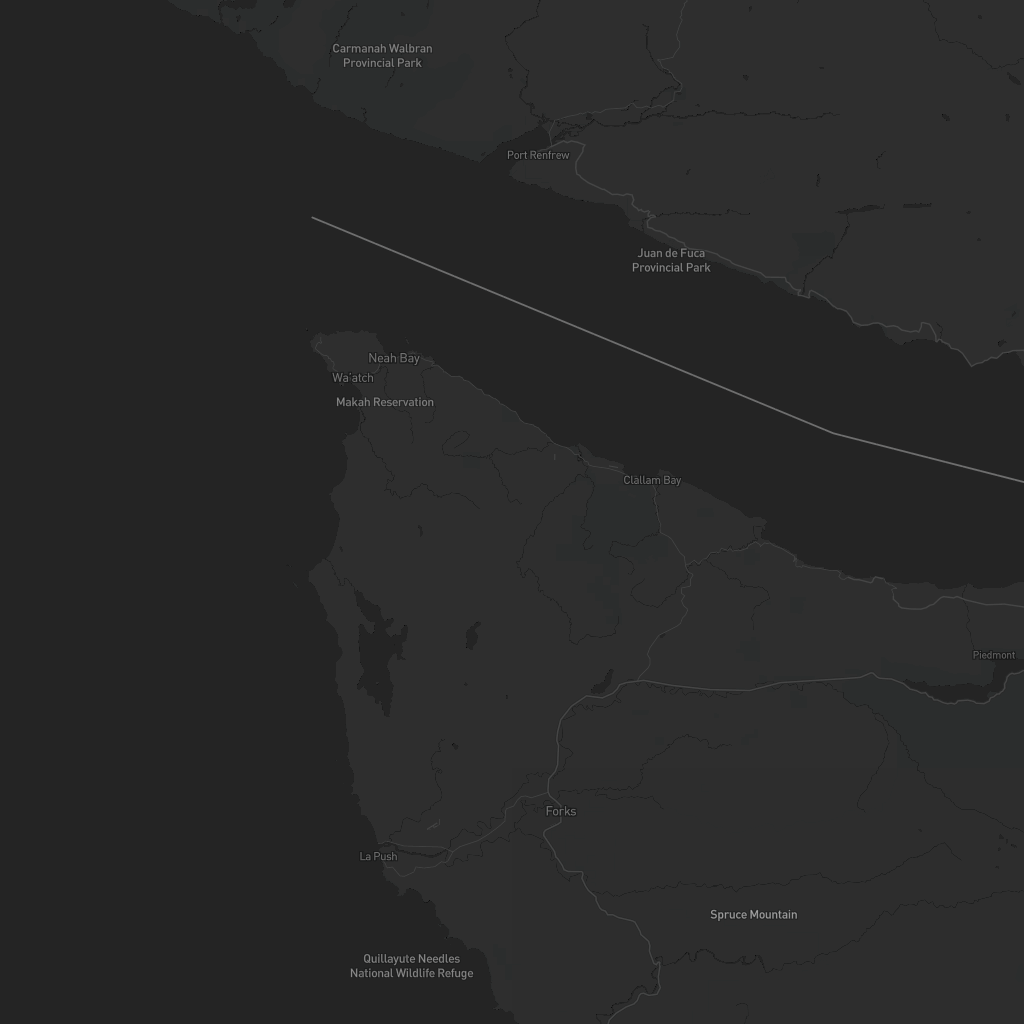 Carmanah Walbran
Provincial Park
Port Renfrew
Juan de Fuca
Provincial Park
Neah Bay
Wa'atch
Makah Reservation
Clallam Bay
Piedmont
Forks
La Push
Spruce Mountain
Quillayute Needles
National Wildlife Refuge